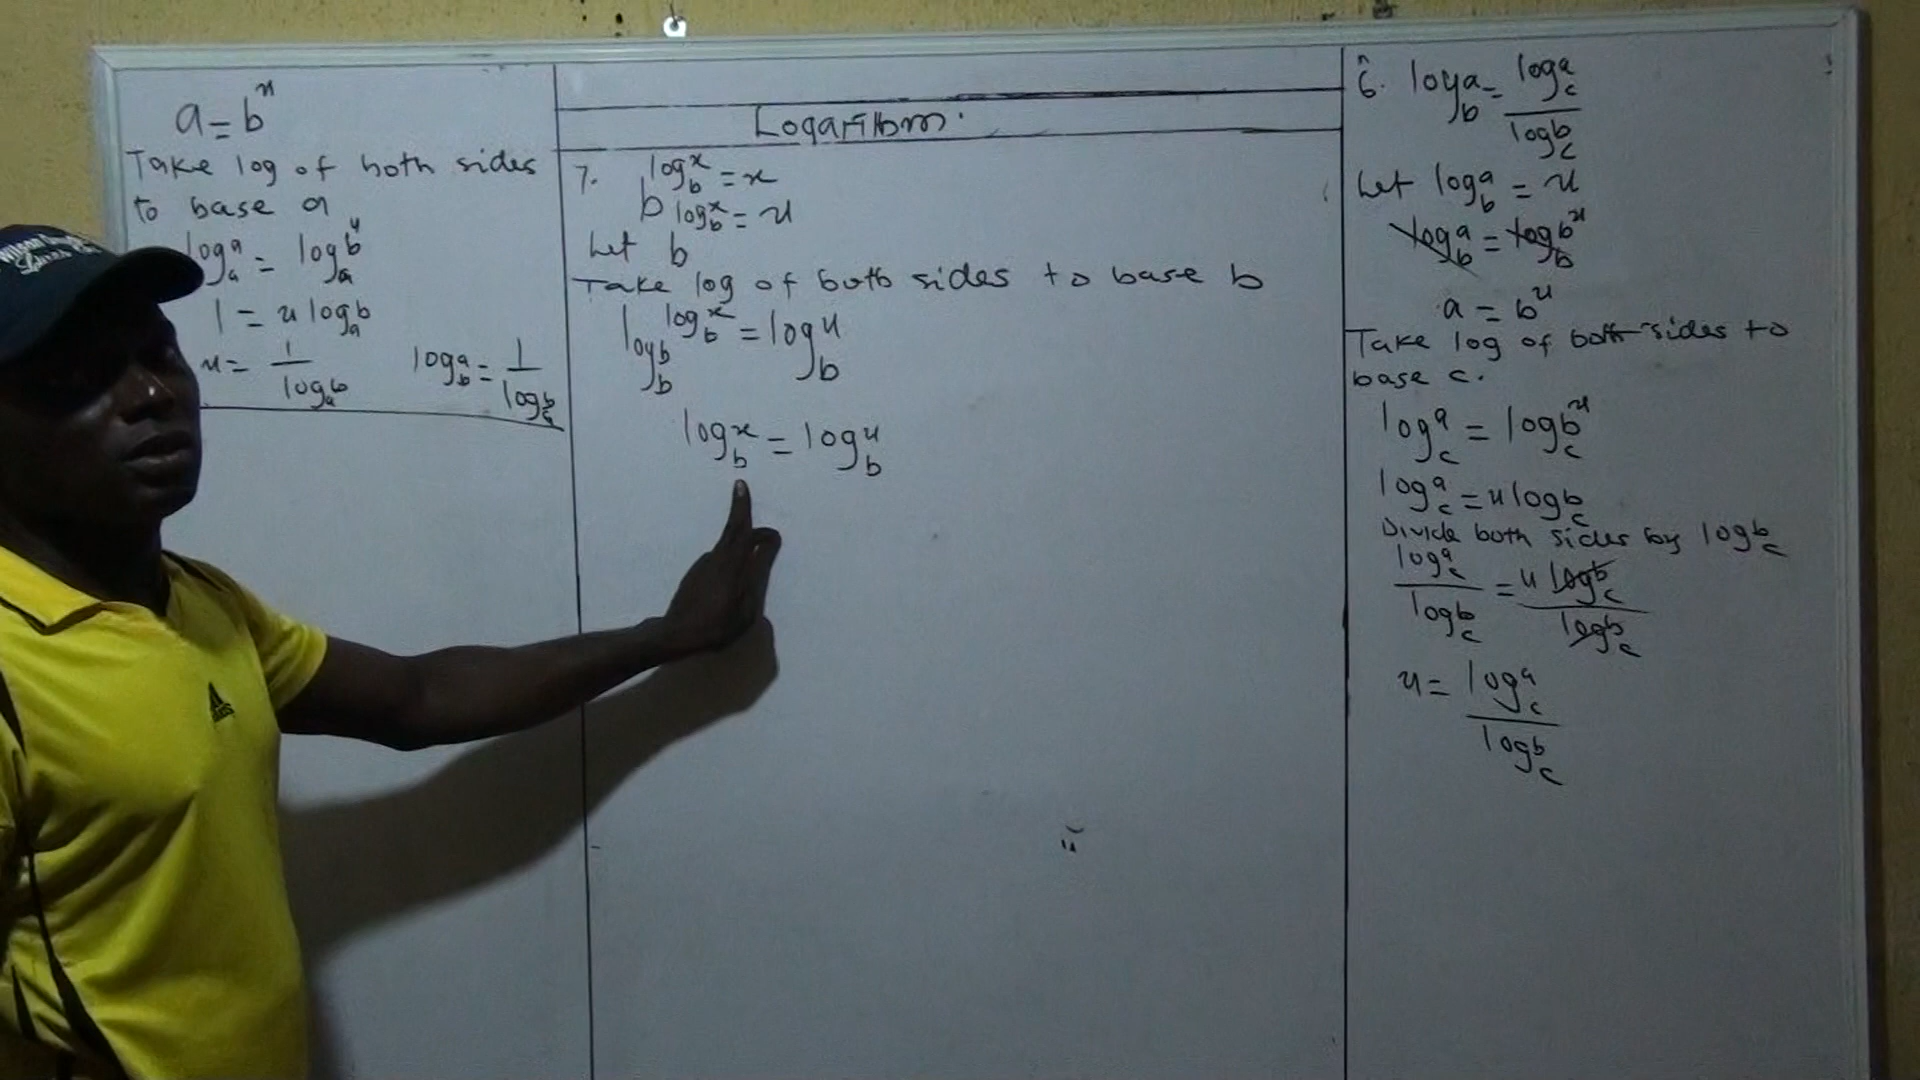 a = b^x
Take log of both sides
to base a
log_a a = log_a b^u
1 = u log_a b
u = 1 / log_a b    log_b a = 1 / log_a b
Logarithm.
7. b^(log_b x) = x
Let b^(log_b x) = u
Take log of both sides to base b
log_b b^(log_b x) = log_b u
log_b x = log_b u
6. log_b a = log_c a / log_c b
Let log_b a = u
log_b a = log_b b^u
a = b^u
Take log of both sides to
base c.
log_c a = log_c b^u
log_c a = u log_c b
Divide both sides by log_c b
log_c a / log_c b = u log_c b / log_c b
u = log_c a / log_c b